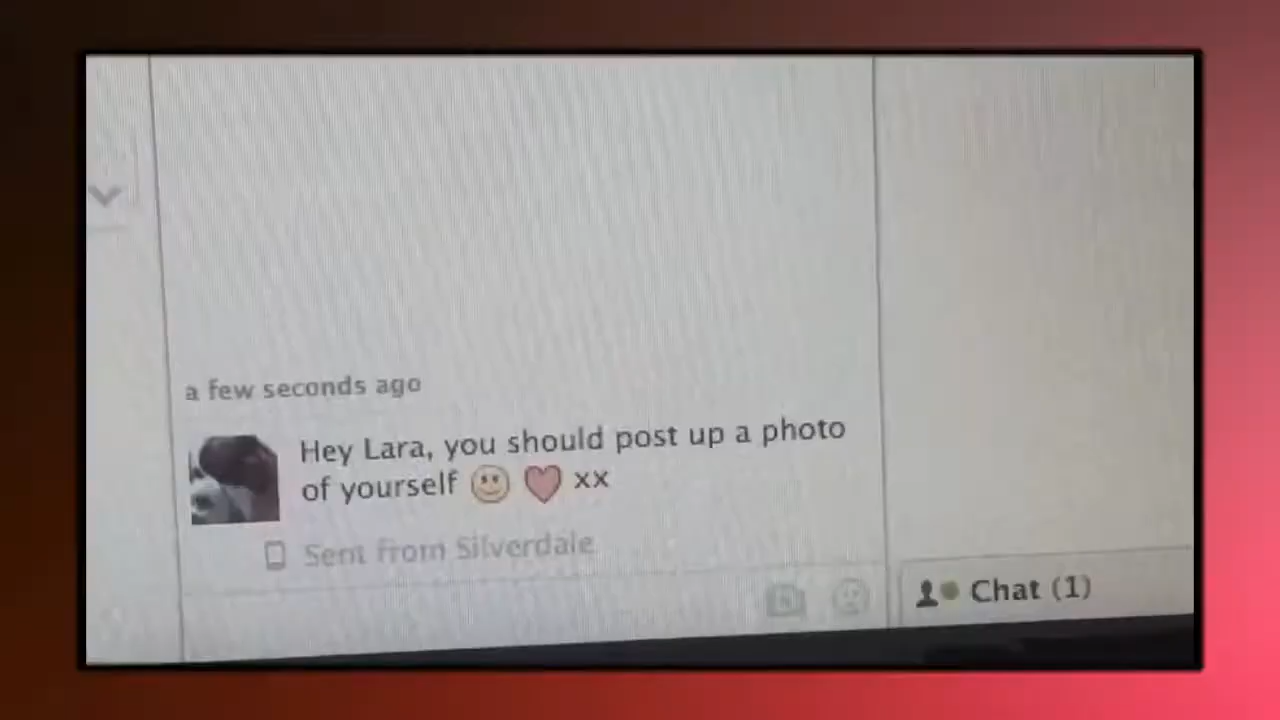 a few seconds ago
Hey Lara, you should post up a photo
of yourself 🙂 ❤ xx
Sent from Silverdale
Chat (1)